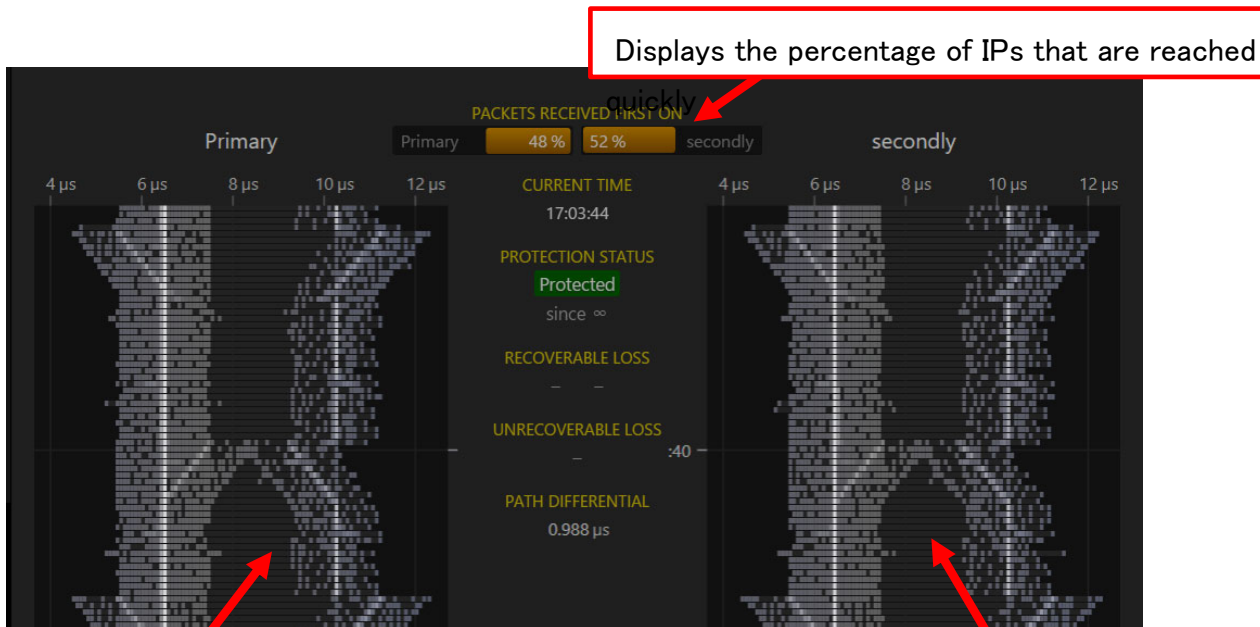 Displays the percentage of IPs that are reached
quickly
PACKETS RECEIVED FIRST ON
Primary
Primary 48 % 52 % secondly
secondly
4 µs 6 µs 8 µs 10 µs 12 µs
CURRENT TIME
4 µs 6 µs 8 µs 10 µs 12 µs
17:03:44
PROTECTION STATUS
Protected
since ∞
RECOVERABLE LOSS
– –
UNRECOVERABLE LOSS
–
:40
PATH DIFFERENTIAL
0.988 µs